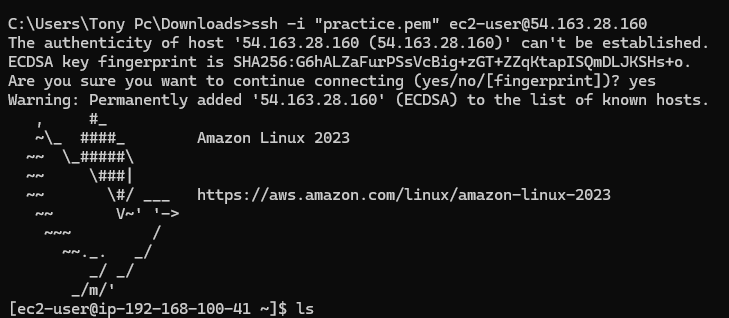 C:\Users\Tony Pc\Downloads>ssh -i "practice.pem" ec2-user@54.163.28.160
The authenticity of host '54.163.28.160 (54.163.28.160)' can't be established.
ECDSA key fingerprint is SHA256:G6hALZaFurPSsVcBig+zGT+ZZqKtapISQmDLJKSHs+o.
Are you sure you want to continue connecting (yes/no/[fingerprint])? yes
Warning: Permanently added '54.163.28.160' (ECDSA) to the list of known hosts.
   ,     #_
   ~\_  ####_        Amazon Linux 2023
  ~~  \_#####\
  ~~     \###|
  ~~       \#/ ___   https://aws.amazon.com/linux/amazon-linux-2023
   ~~       V~' '->
    ~~~         /
      ~~._.   _/
         _/ _/
       _/m/'
[ec2-user@ip-192-168-100-41 ~]$ ls